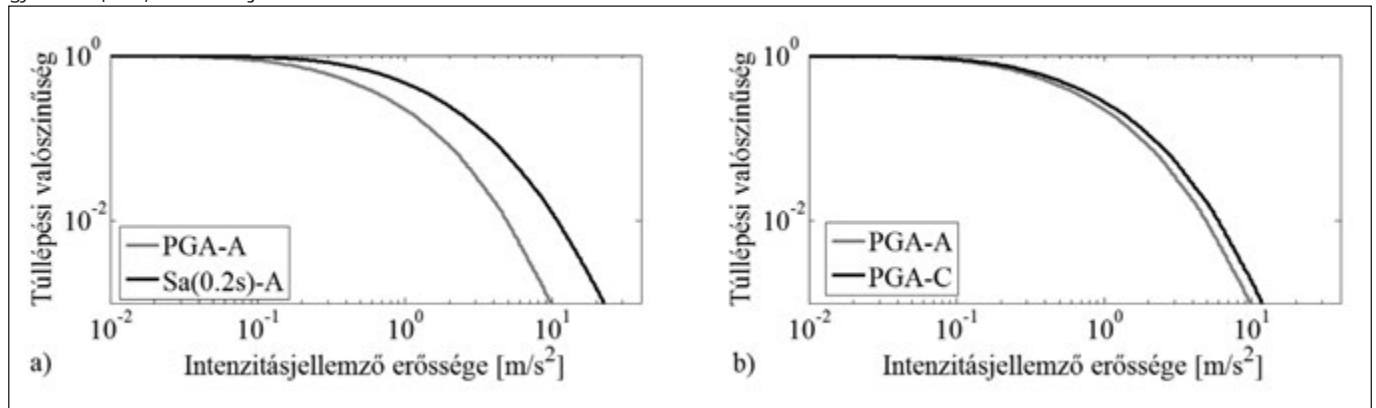 Túllépési valószínűség
10^0
10^-2
PGA-A
Sa(0.2s)-A
10^-2
10^-1
10^0
10^1
a)
Intenzitásjellemző erőssége [m/s^2]
Túllépési valószínűség
10^0
10^-2
PGA-A
PGA-C
10^-2
10^-1
10^0
10^1
b)
Intenzitásjellemző erőssége [m/s^2]